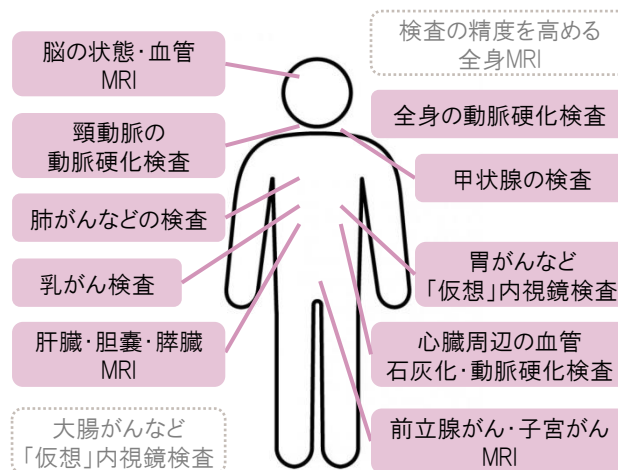 脳の状態・血管
MRI
頸動脈の
動脈硬化検査
肺がんなどの検査
乳がん検査
肝臓・胆嚢・膵臓
MRI
大腸がんなど
「仮想」内視鏡検査
検査の精度を高める
全身MRI
全身の動脈硬化検査
甲状腺の検査
胃がんなど
「仮想」内視鏡検査
心臓周辺の血管
石灰化・動脈硬化検査
前立腺がん・子宮がん
MRI